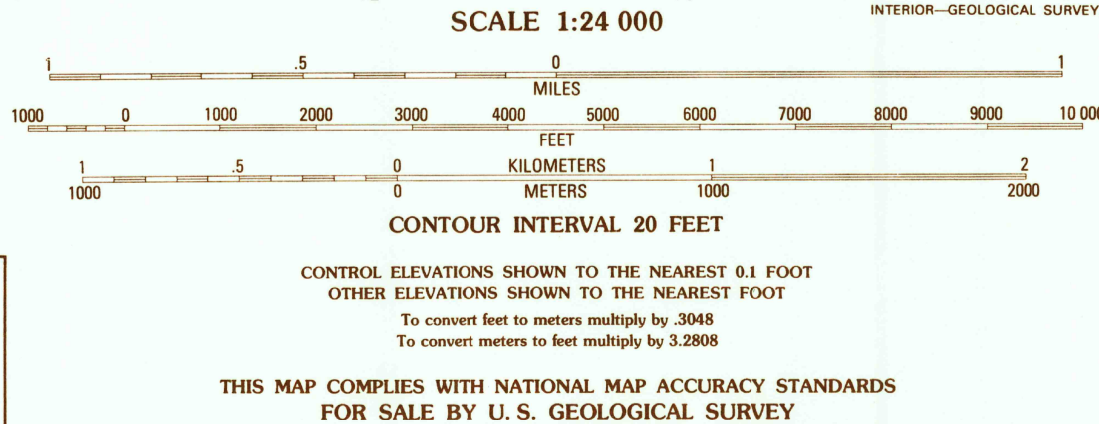 INTERIOR—GEOLOGICAL SURVEY
SCALE 1:24 000
1 .5 0 1
MILES
1000 0 1000 2000 3000 4000 5000 6000 7000 8000 9000 10 000
FEET
1 .5 0 KILOMETERS 1 2
1000 0 METERS 1000 2000
CONTOUR INTERVAL 20 FEET
CONTROL ELEVATIONS SHOWN TO THE NEAREST 0.1 FOOT
OTHER ELEVATIONS SHOWN TO THE NEAREST FOOT
To convert feet to meters multiply by .3048
To convert meters to feet multiply by 3.2808
THIS MAP COMPLIES WITH NATIONAL MAP ACCURACY STANDARDS
FOR SALE BY U. S. GEOLOGICAL SURVEY